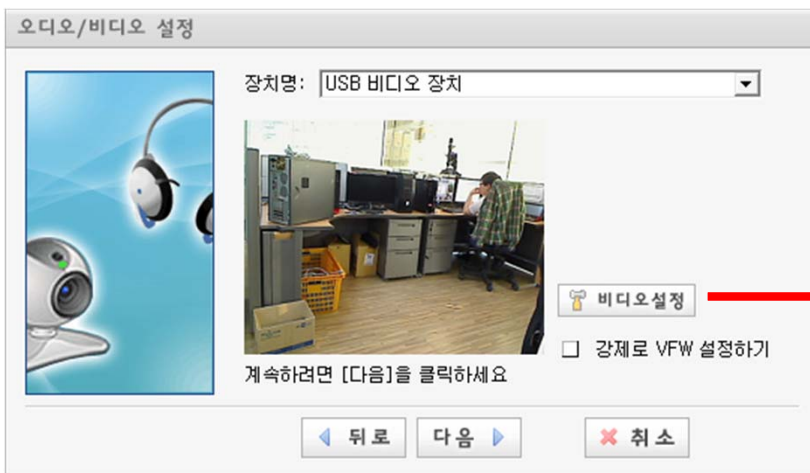 오디오/비디오 설정
장치명: USB 비디오 장치
비디오설정
강제로 VFW 설정하기
계속하려면 [다음]을 클릭하세요
뒤로 다음 취소